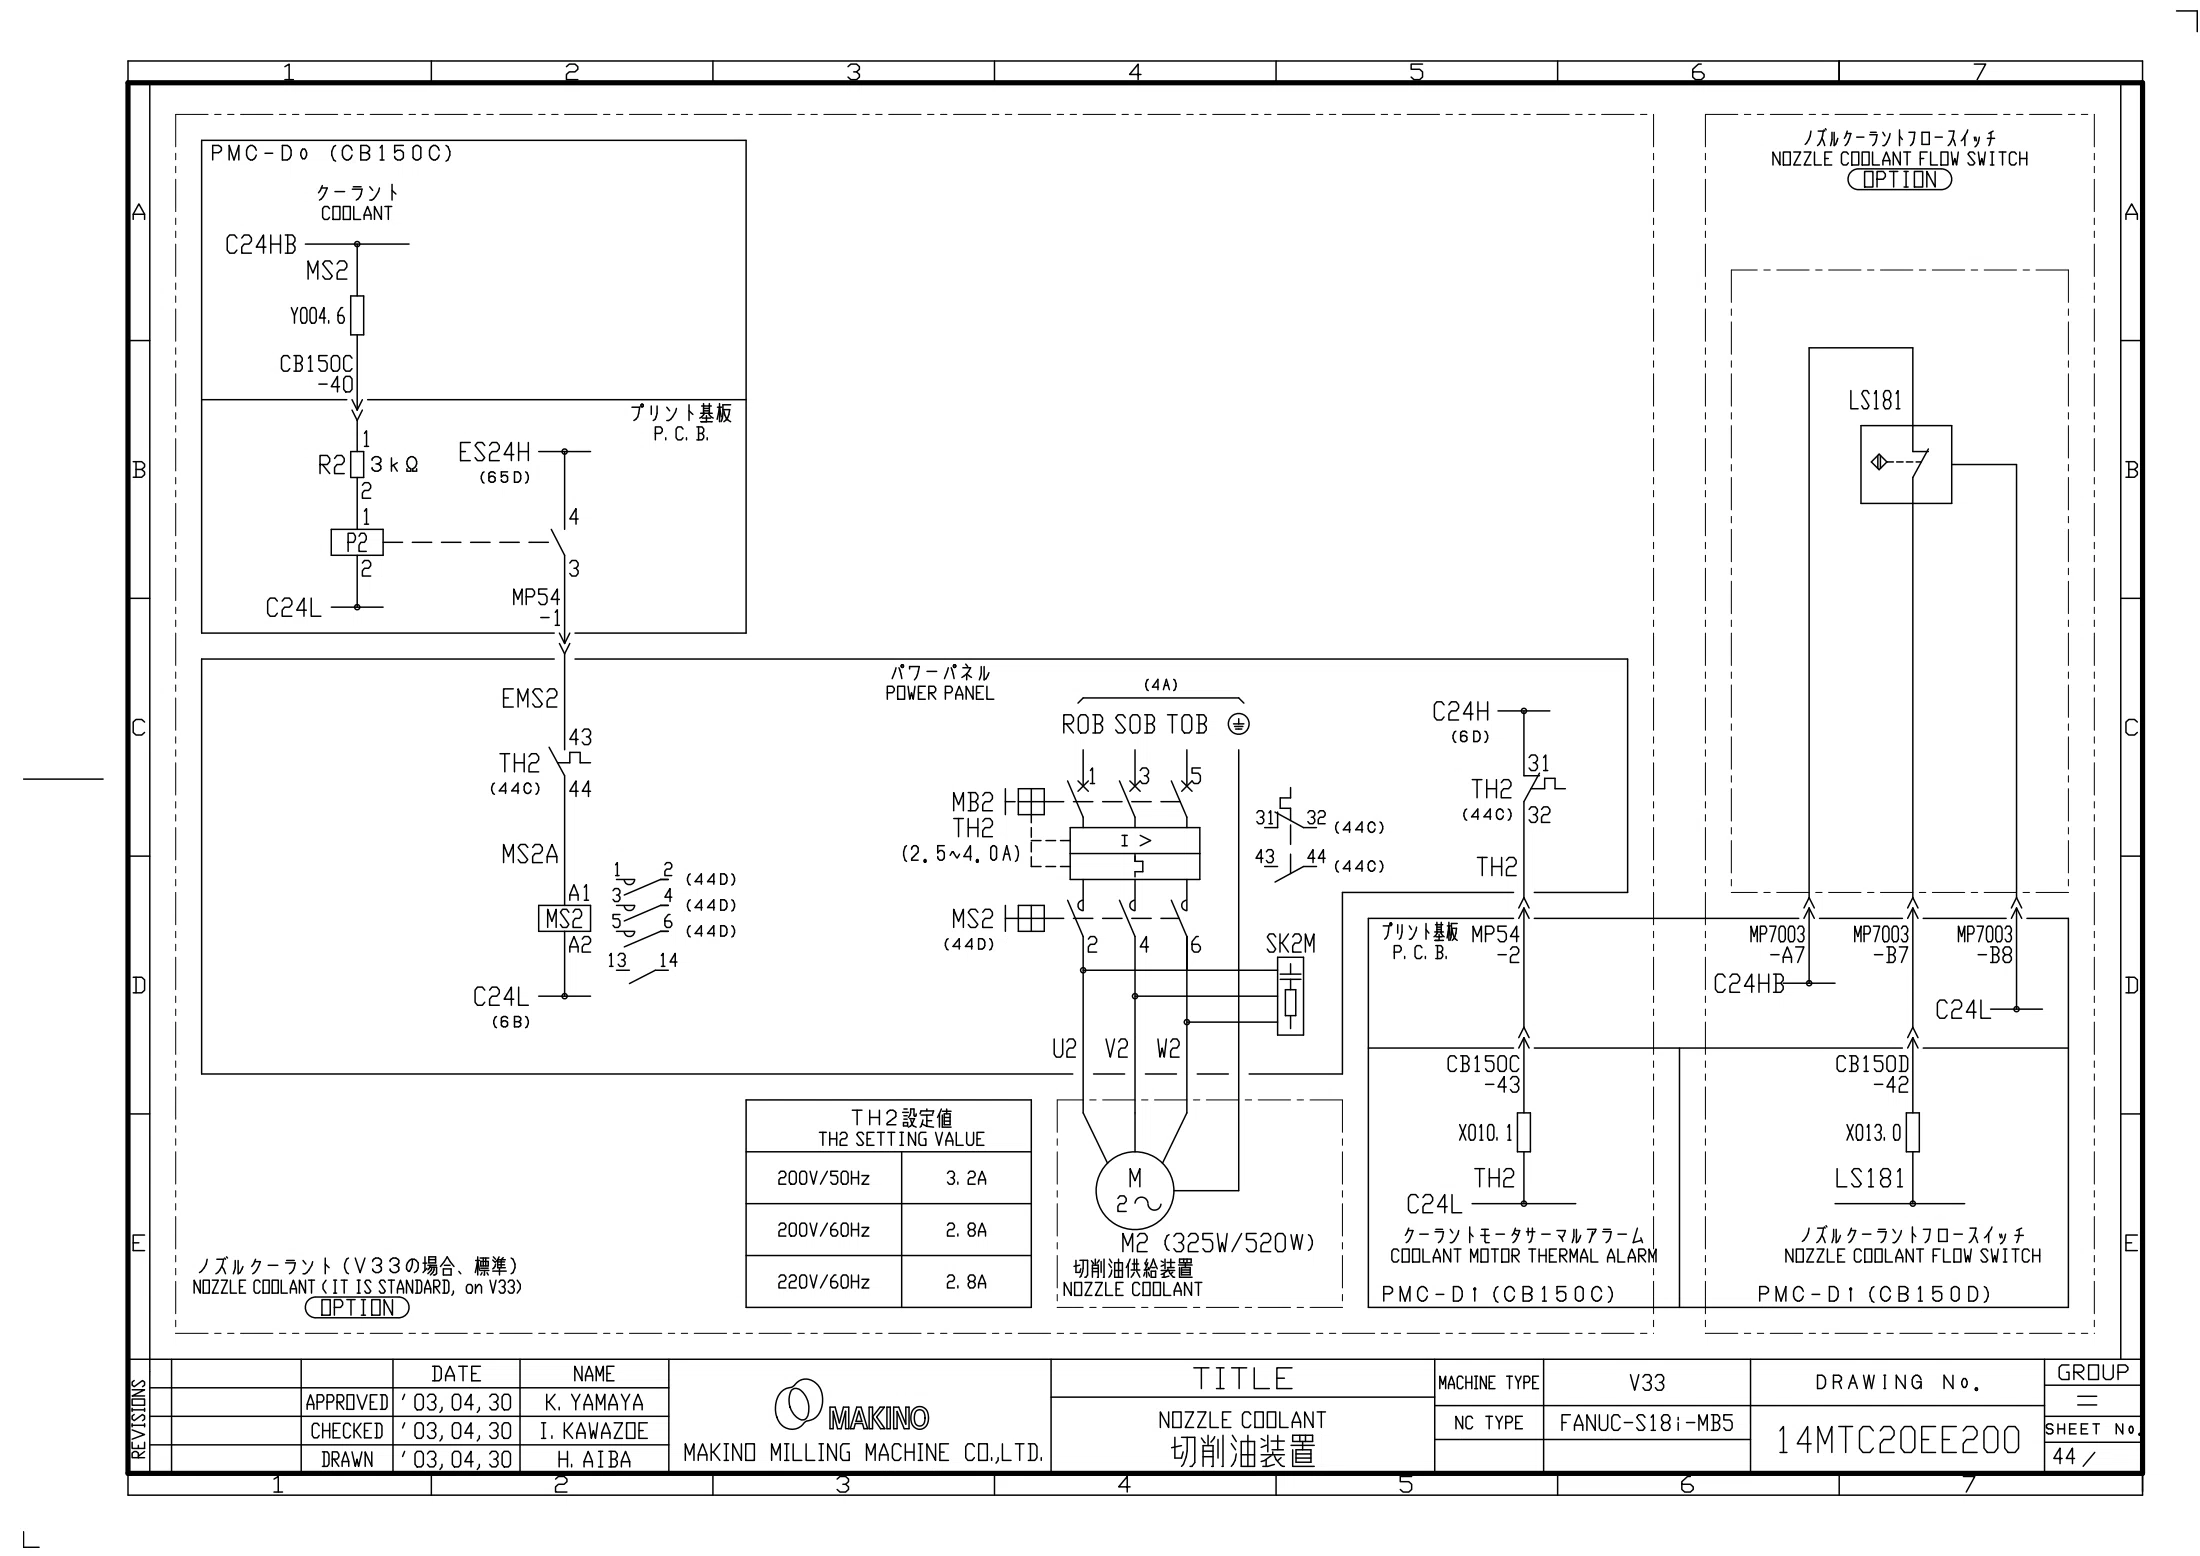 1 2 3 4 5 6 7
A
B
C
D
E
PMC-Do (CB150C)
クーラント
COOLANT
C24HB
MS2
Y004.6
CB150C
-40
プリント基板
P.C.B.
1
R2 3kΩ
2
1
P2
2
C24L
ES24H
(65D)
4
3
MP54
-1
パワーパネル
POWER PANEL
EMS2
43
TH2
(44C) 44
MS2A
A1
MS2
A2
C24L
(6B)
1 2 (44D)
3 4 (44D)
5 6 (44D)
13 14
(4A)
R0B S0B T0B
1 3 5
MB2
TH2
(2.5~4.0A)
I >
MS2
(44D)
2 4 6
31 32 (44C)
43 44 (44C)
SK2M
U2 V2 W2
M
2
M2 (325W/520W)
切削油供給装置
NOZZLE COOLANT
TH2設定値
TH2 SETTING VALUE
200V/50Hz 3.2A
200V/60Hz 2.8A
220V/60Hz 2.8A
ノズルクーラント(V33の場合、標準)
NOZZLE COOLANT (IT IS STANDARD, on V33)
OPTION
C24H
(6D)
31
TH2
(44C) 32
TH2
プリント基板
P.C.B.
MP54
-2
CB150C
-43
X010.1
TH2
C24L
クーラントモータサーマルアラーム
COOLANT MOTOR THERMAL ALARM
PMC-DI (CB150C)
ノズルクーラントフロースイッチ
NOZZLE COOLANT FLOW SWITCH
OPTION
LS181
MP7003
-A7
MP7003
-B7
MP7003
-B8
C24HB
C24L
CB150D
-42
X013.0
LS181
ノズルクーラントフロースイッチ
NOZZLE COOLANT FLOW SWITCH
PMC-DI (CB150D)
A
B
C
D
E
REVISIONS
DATE NAME
APPROVED '03,04,30 K. YAMAYA
CHECKED '03,04,30 I. KAWAZOE
DRAWN '03,04,30 H. AIBA
MAKINO
MAKINO MILLING MACHINE CO.,LTD.
TITLE
NOZZLE COOLANT
切削油装置
MACHINE TYPE V33
NC TYPE FANUC-S18i-MB5
DRAWING No.
14MTC20EE200
GROUP
=
SHEET No.
44/
1 2 3 4 5 6 7